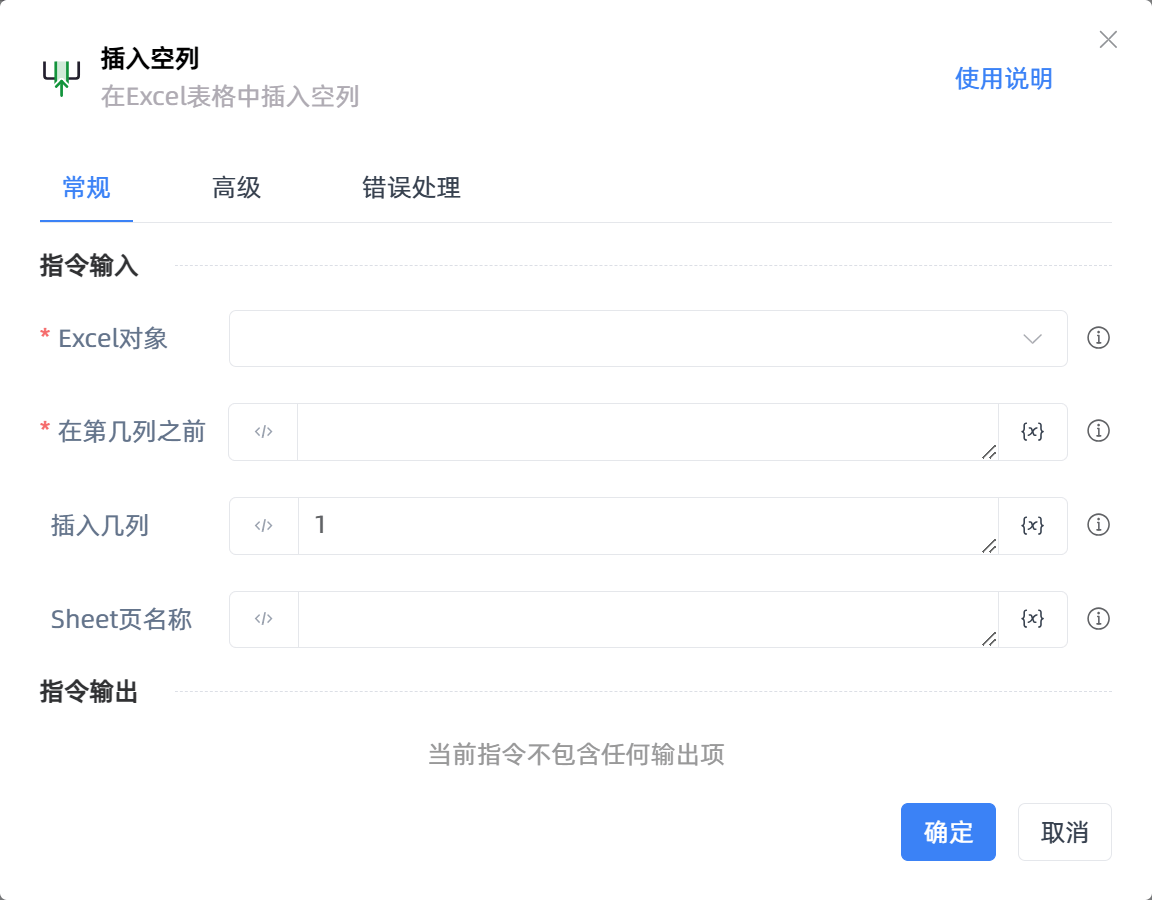 插入空列
在Excel表格中插入空列
使用说明
常规 高级 错误处理
指令输入
* Excel对象
* 在第几列之前 </> {x}
插入几列 </> 1 {x}
Sheet页名称 </> {x}
指令输出
当前指令不包含任何输出项
确定 取消